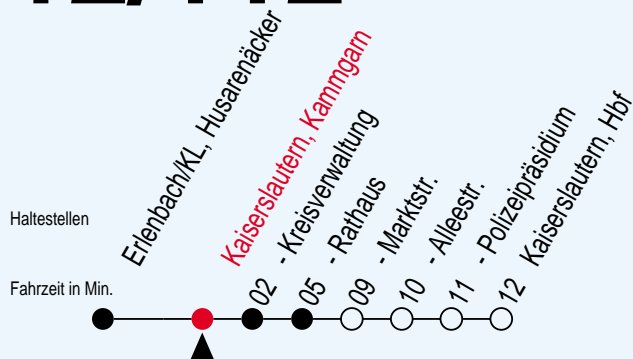 Haltestellen
Fahrzeit in Min.
Erlenbach/KL, Husarenäcker
Kaiserslautern, Kammgarn
02 - Kreisverwaltung
05 - Rathaus
09 - Marktstr.
10 - Alleestr.
11 - Polizeipräsidium
12 Kaiserslautern, Hbf